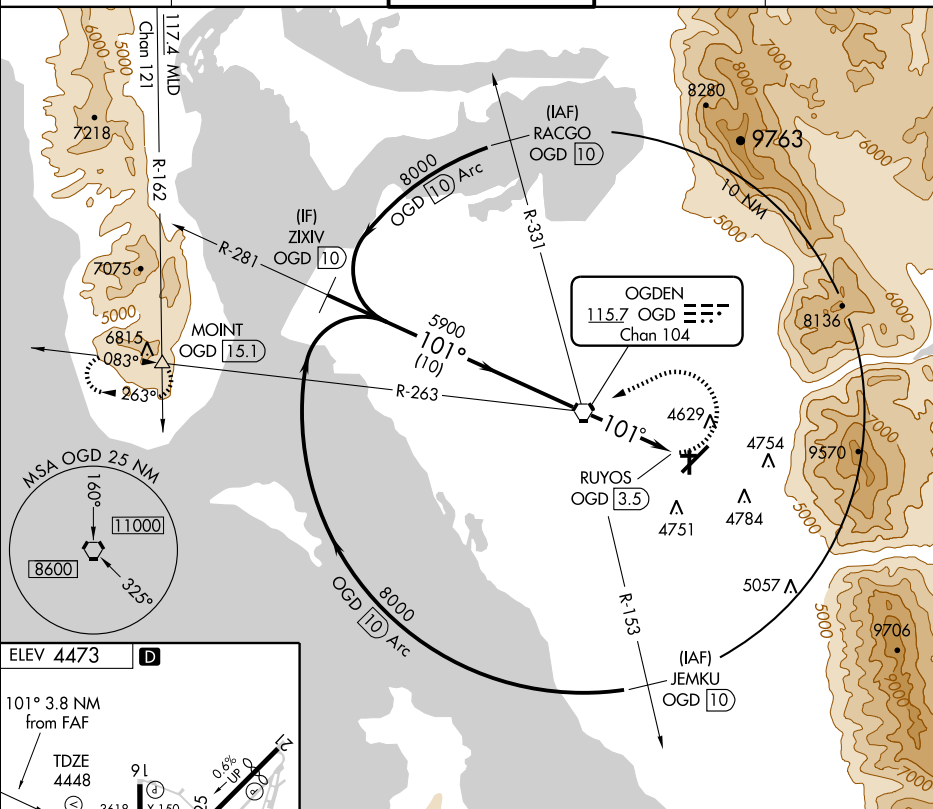 117.4 MLD
Chan 121
R-162
6000
5000
7218
7075
5000
6815
083°
263°
MOINT
OGD 15.1
(IF)
ZIXIV
OGD 10
R-281
8000
OGD 10 Arc
(IAF)
RACGO
OGD 10
R-331
10 NM
7000
8000
8280
9763
6000
5000
6000
8136
OGDEN
115.7 OGD
Chan 104
5900
101°
(10)
R-263
101°
4629
RUYOS
OGD 3.5
4754
4784
4751
9570
7000
5000
R-153
5057
5000
9706
9000
(IAF)
JEMKU
OGD 10
8000
OGD 10 Arc
MSA OGD 25 NM
160°
11000
8600
325°
ELEV 4473 D
101° 3.8 NM
from FAF
TDZE
4448
V
16
P
X 150
0.6%
UP
P
21